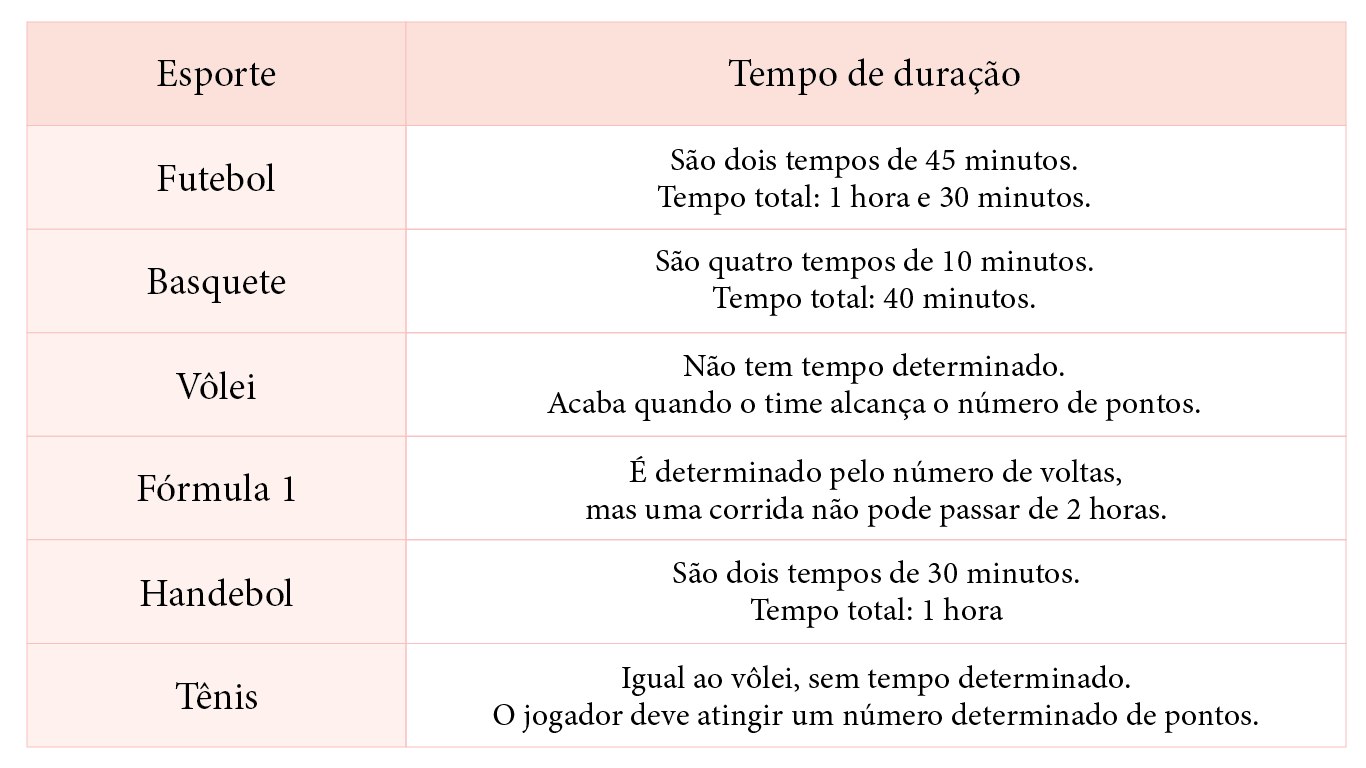 Esporte
Tempo de duração
Futebol
São dois tempos de 45 minutos.
Tempo total: 1 hora e 30 minutos.
Basquete
São quatro tempos de 10 minutos.
Tempo total: 40 minutos.
Vôlei
Não tem tempo determinado.
Acaba quando o time alcança o número de pontos.
Fórmula 1
É determinado pelo número de voltas,
mas uma corrida não pode passar de 2 horas.
Handebol
São dois tempos de 30 minutos.
Tempo total: 1 hora
Tênis
Igual ao vôlei, sem tempo determinado.
O jogador deve atingir um número determinado de pontos.